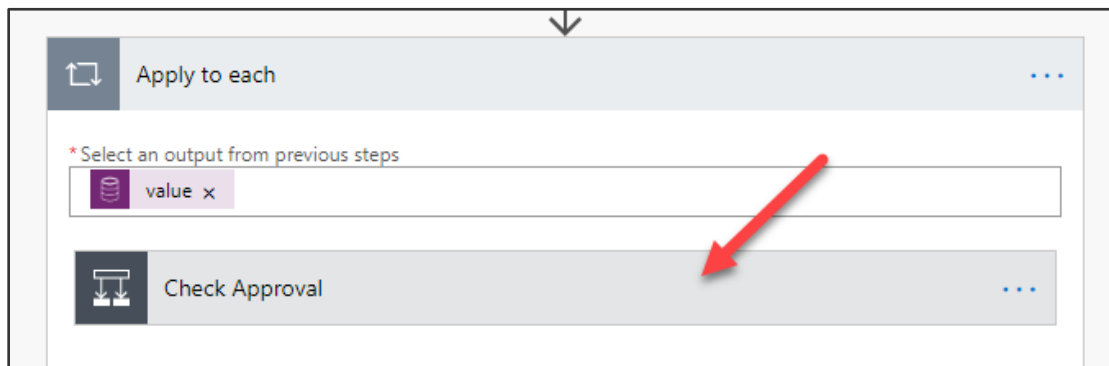 Apply to each
* Select an output from previous steps
value x
Check Approval